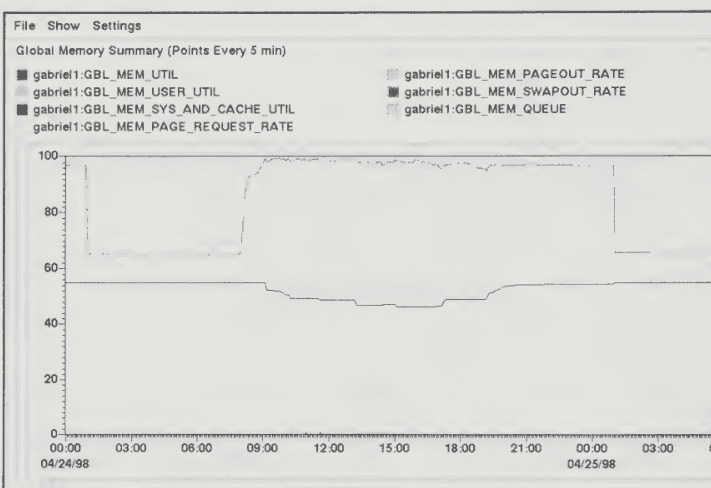 File Show Settings
Global Memory Summary (Points Every 5 min)
gabriel1:GBL_MEM_UTIL
gabriel1:GBL_MEM_USER_UTIL
gabriel1:GBL_MEM_SYS_AND_CACHE_UTIL
gabriel1:GBL_MEM_PAGE_REQUEST_RATE
gabriel1:GBL_MEM_PAGEOUT_RATE
gabriel1:GBL_MEM_SWAPOUT_RATE
gabriel1:GBL_MEM_QUEUE
100
80
60
40
20
0
00:00 03:00 06:00 09:00 12:00 15:00 18:00 21:00 00:00 03:00
04/24/98 04/25/98